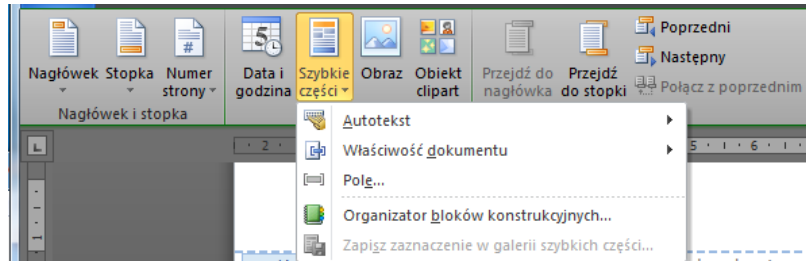 Nagłówek Stopka Numer strony
Nagłówek i stopka
Data i godzina
Szybkie części
Obraz
Obiekt clipart
Przejdź do nagłówka
Przejdź do stopki
Poprzedni
Następny
Połącz z poprzednim
Autotekst
Właściwość dokumentu
Pole...
Organizator bloków konstrukcyjnych...
Zapisz zaznaczenie w galerii szybkich części...
L
2
5 6